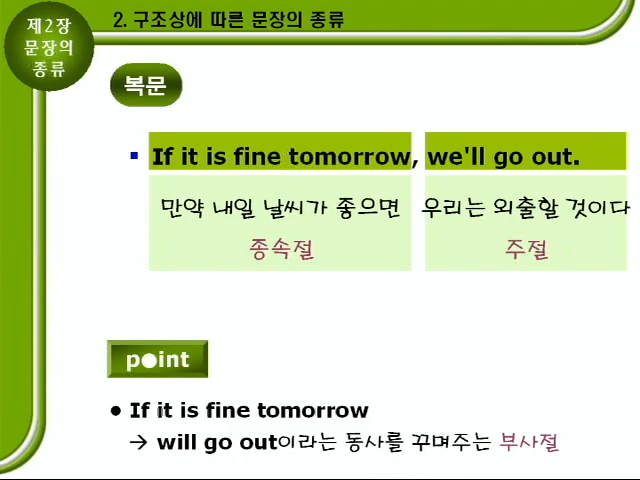 제2장
문장의
종류
2. 구조상에 따른 문장의 종류
복문
If it is fine tomorrow, we'll go out.
만약 내일 날씨가 좋으면 우리는 외출할 것이다
종속절 주절
point
● If it is fine tomorrow
→ will go out이라는 동사를 꾸며주는 부사절